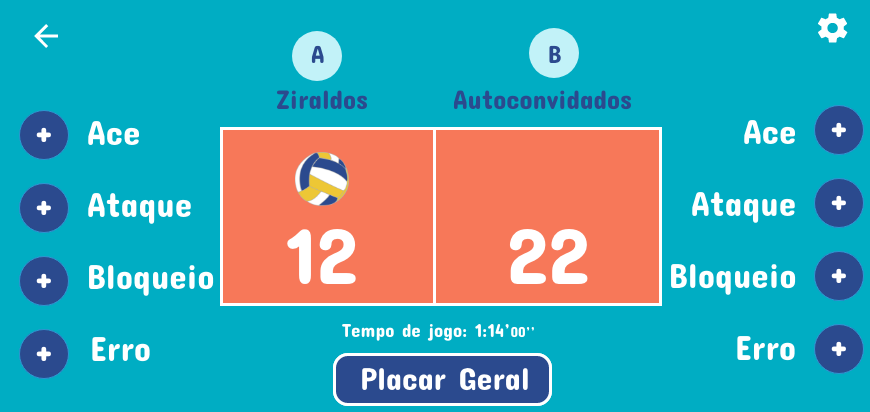 A
B
Ziraldos
Autoconvidados
+ Ace
Ace +
+ Ataque
Ataque +
12
22
+ Bloqueio
Bloqueio +
+ Erro
Erro +
Tempo de jogo: 1:14’00’’
Placar Geral